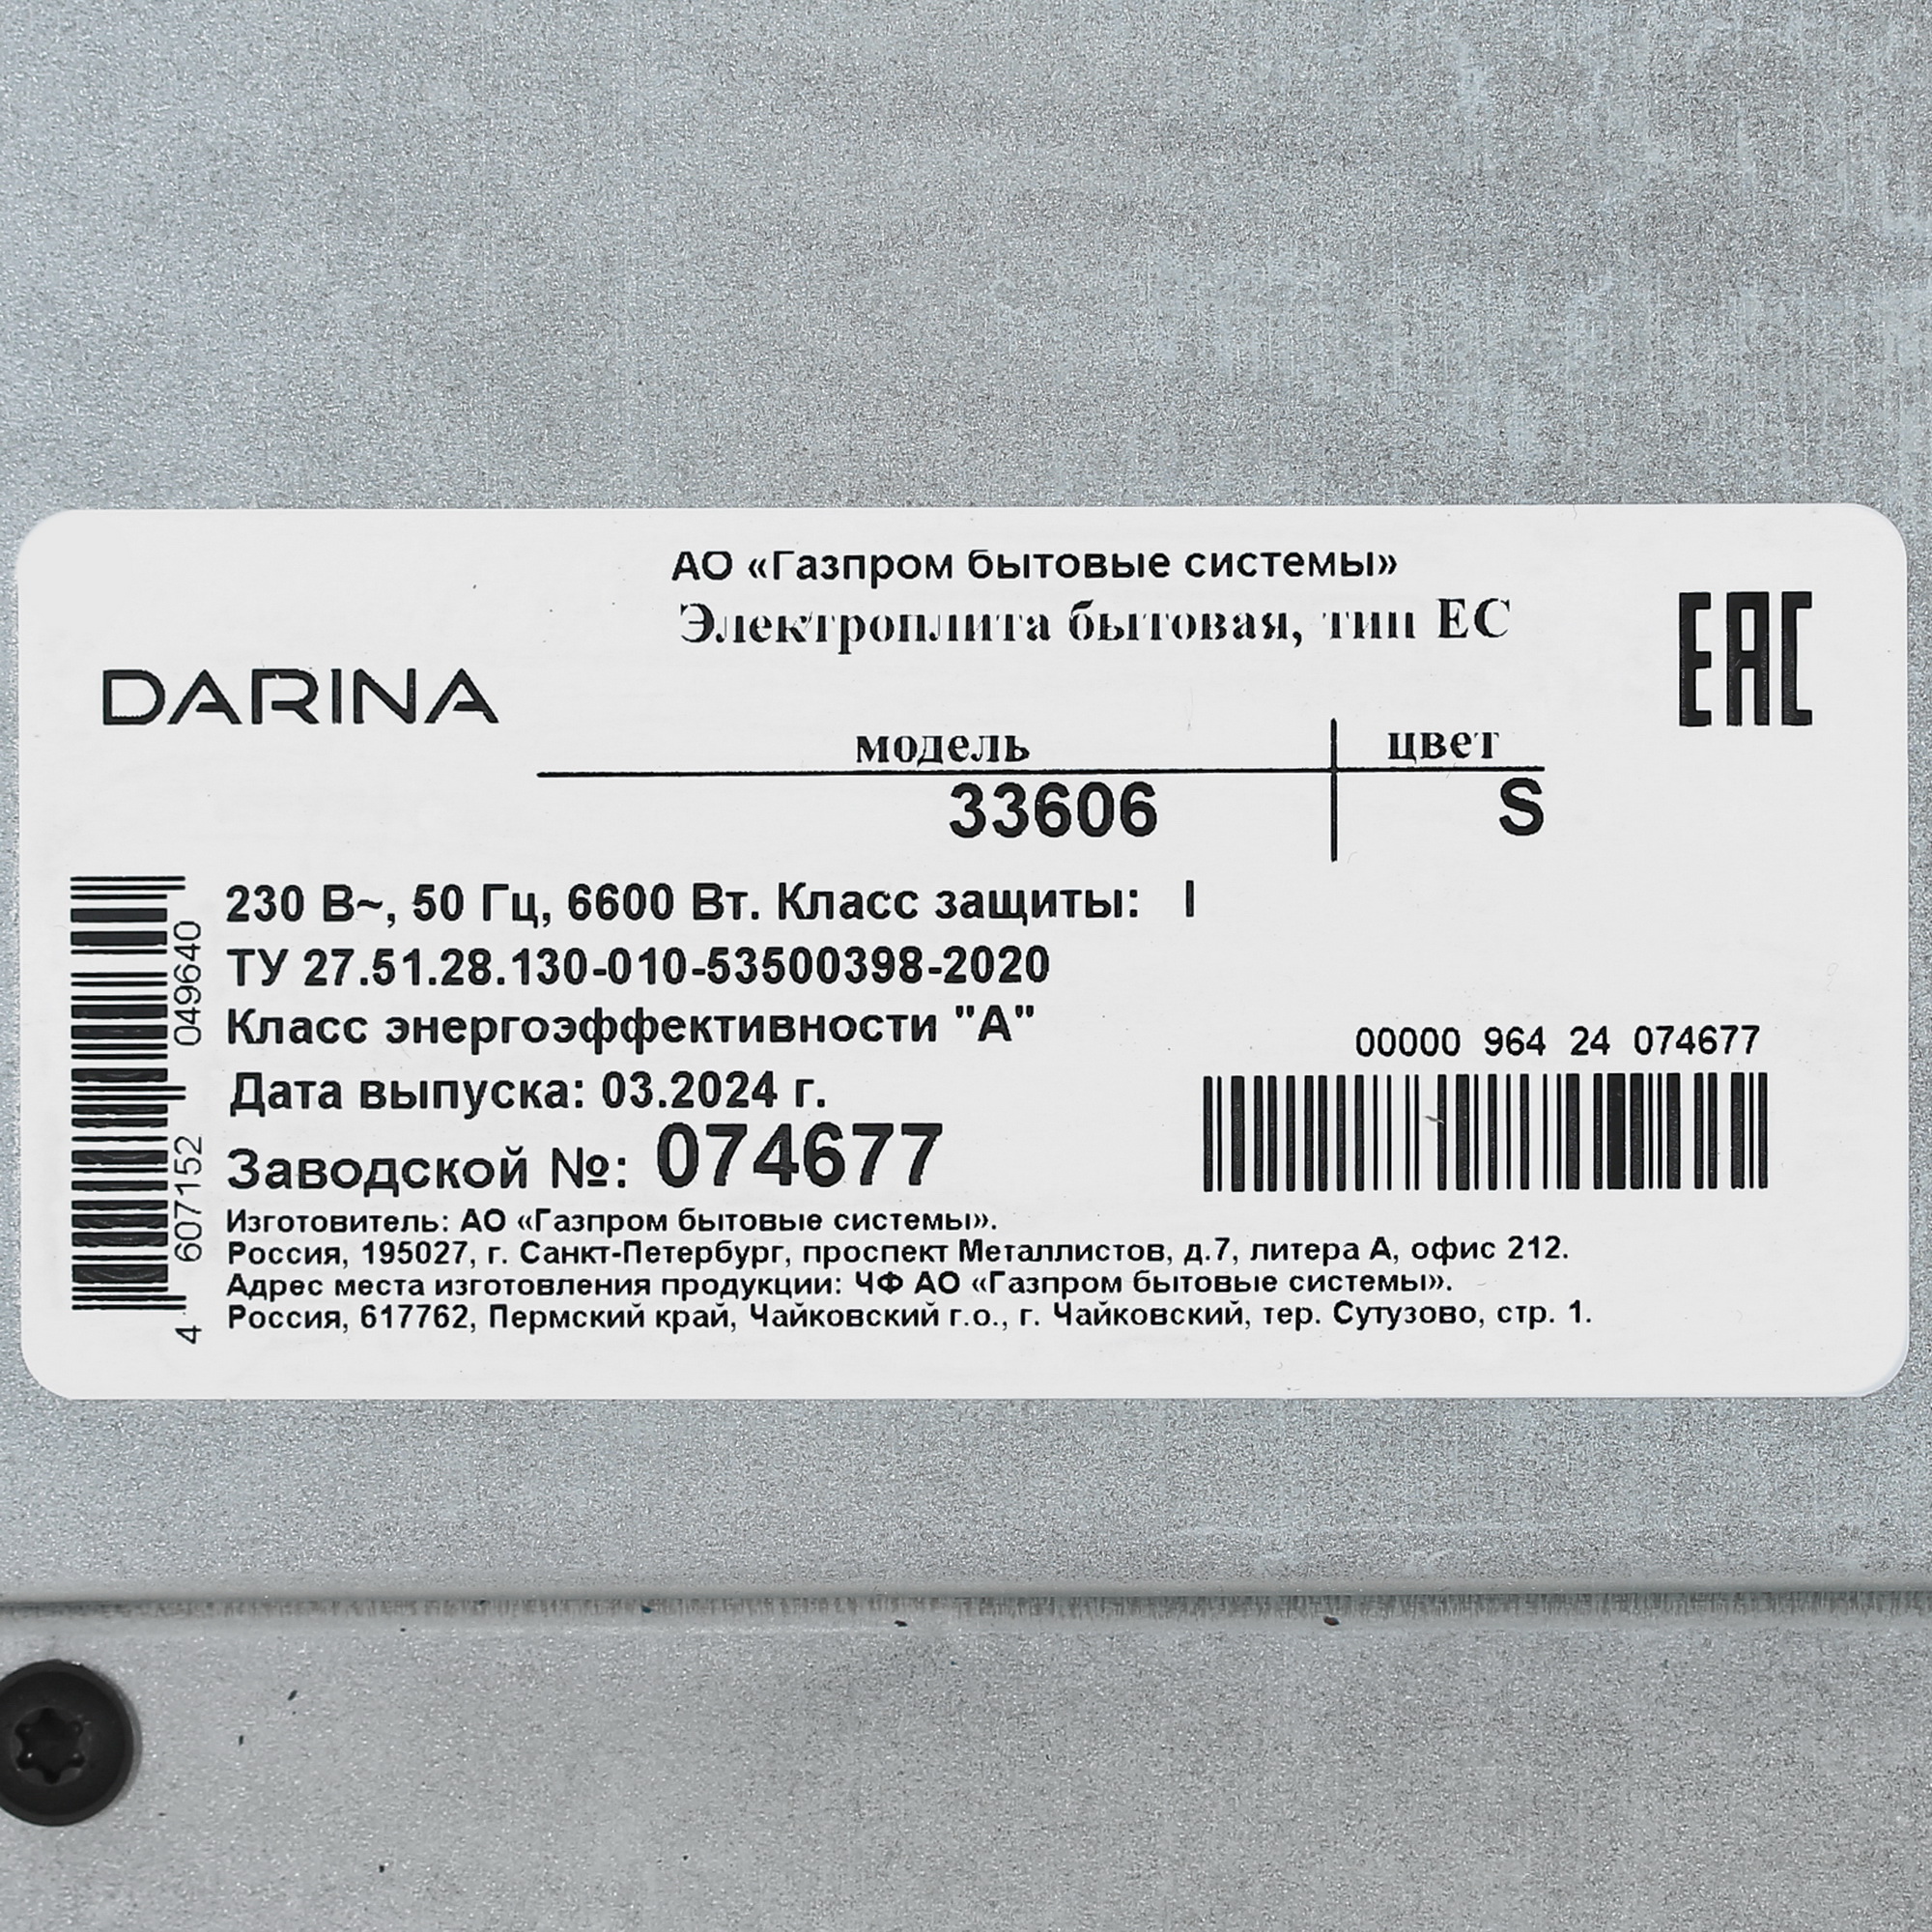 АО «Газпром бытовые системы»
Электроплита бытовая, тип ЕС
EAC
DARINA
модель цвет
33606 S
230 В~, 50 Гц, 6600 Вт. Класс защиты: I
ТУ 27.51.28.130-010-53500398-2020
Класс энергоэффективности "А"
Дата выпуска: 03.2024 г.
Заводской №: 074677
00000 964 24 074677
Изготовитель: АО «Газпром бытовые системы».
Россия, 195027, г. Санкт-Петербург, проспект Металлистов, д.7, литера А, офис 212.
Адрес места изготовления продукции: ЧФ АО «Газпром бытовые системы».
Россия, 617762, Пермский край, Чайковский г.о., г. Чайковский, тер. Сутузово, стр. 1.
4 607152 049640